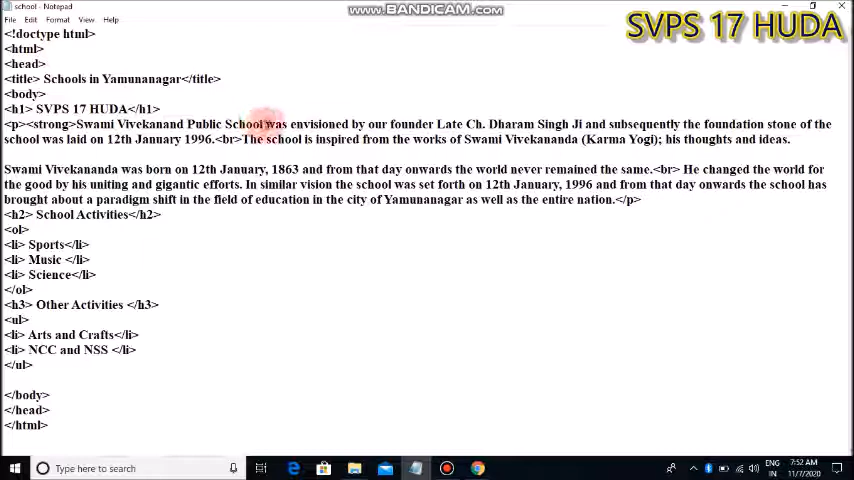 school - Notepad
WWW.BANDICAM.COM
SVPS 17 HUDA
File Edit Format View Help
<!doctype html>
<html>
<head>
<title> Schools in Yamunanagar</title>
<body>
<h1> SVPS 17 HUDA</h1>
<p><strong>Swami Vivekanand Public School was envisioned by our founder Late Ch. Dharam Singh Ji and subsequently the foundation stone of the
school was laid on 12th January 1996.<br>The school is inspired from the works of Swami Vivekananda (Karma Yogi); his thoughts and ideas.
Swami Vivekananda was born on 12th January, 1863 and from that day onwards the world never remained the same.<br> He changed the world for
the good by his uniting and gigantic efforts. In similar vision the school was set forth on 12th January, 1996 and from that day onwards the school has
brought about a paradigm shift in the field of education in the city of Yamunanagar as well as the entire nation.</p>
<h2> School Activities</h2>
<ol>
<li> Sports</li>
<li> Music </li>
<li> Science</li>
</ol>
<h3> Other Activities </h3>
<ul>
<li> Arts and Crafts</li>
<li> NCC and NSS </li>
</ul>
</body>
</head>
</html>
Type here to search
ENG
IN
7:52 AM
11/7/2020